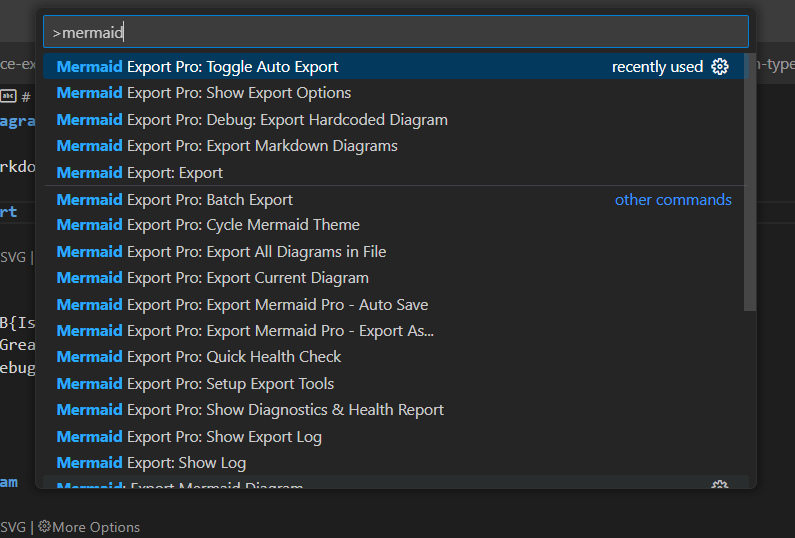 >mermaid
Mermaid Export Pro: Toggle Auto Export recently used
ce-ex
n-type
Mermaid Export Pro: Show Export Options
abc #
Mermaid Export Pro: Debug: Export Hardcoded Diagram
agra
Mermaid Export Pro: Export Markdown Diagrams
rkdo
Mermaid Export: Export
Mermaid Export Pro: Batch Export other commands
rt
Mermaid Export Pro: Cycle Mermaid Theme
Mermaid Export Pro: Export All Diagrams in File
SVG |
Mermaid Export Pro: Export Current Diagram
Mermaid Export Pro: Export Mermaid Pro - Auto Save
B{Is
Mermaid Export Pro: Export Mermaid Pro - Export As...
Grea
Mermaid Export Pro: Quick Health Check
ebug
Mermaid Export Pro: Setup Export Tools
Mermaid Export Pro: Show Diagnostics & Health Report
Mermaid Export Pro: Show Export Log
Mermaid Export: Show Log
am
Mermaid: Export Mermaid Diagram
SVG | More Options